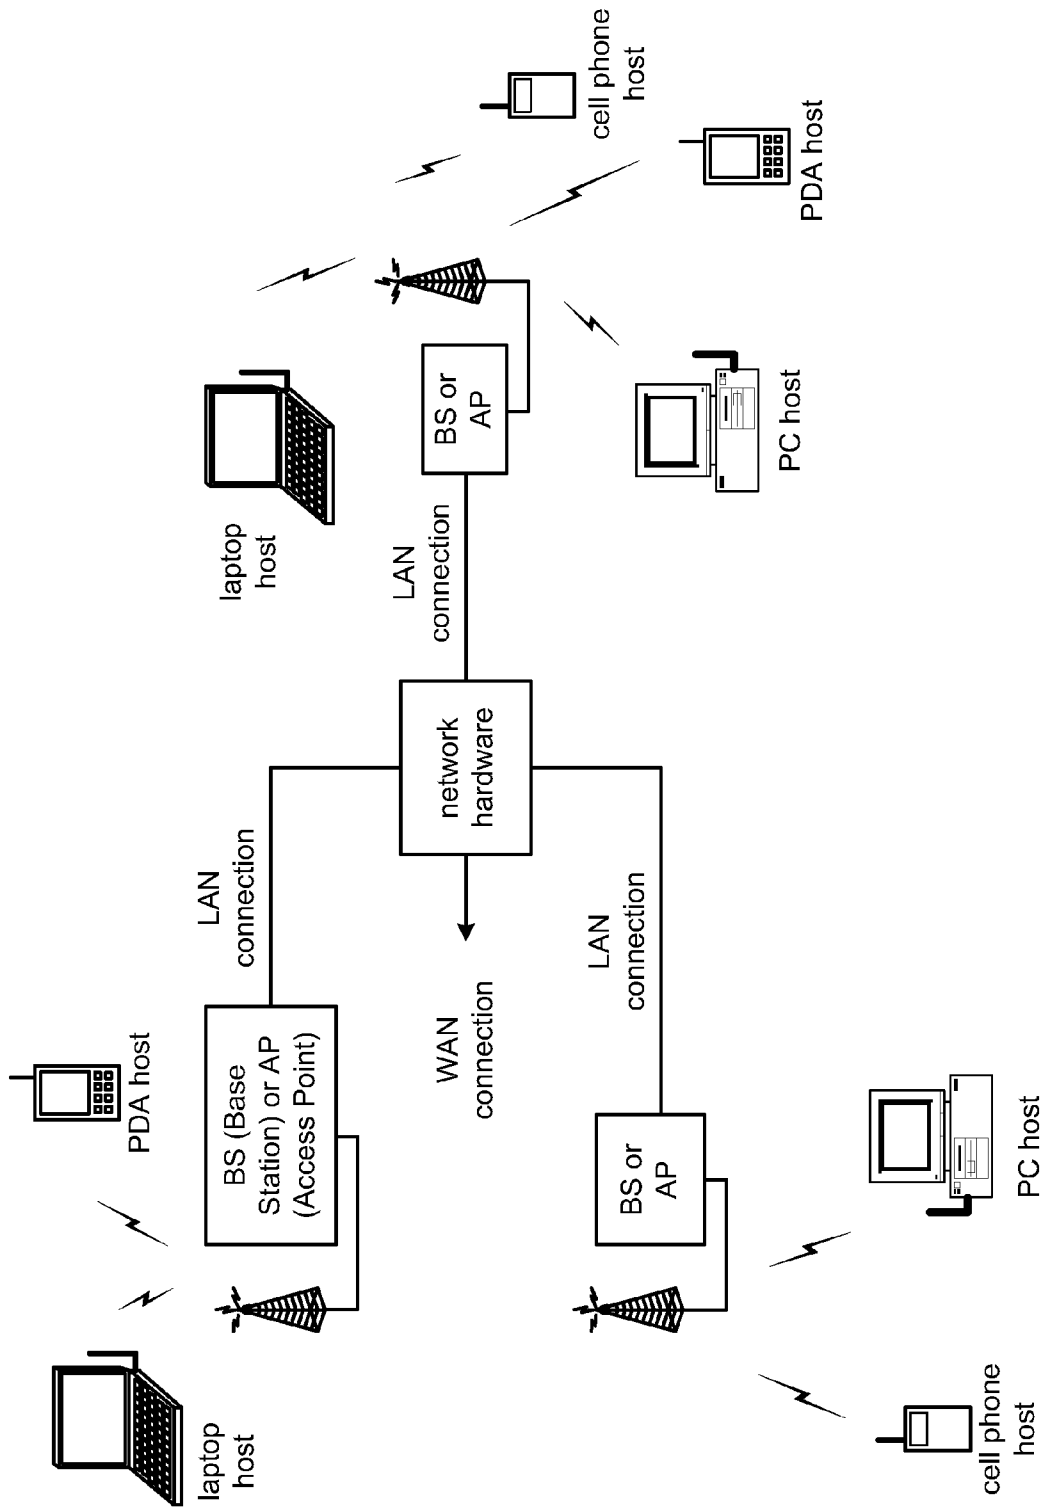 laptop
host
PDA host
BS (Base
Station) or AP
(Access Point)
LAN
connection
laptop
host
WAN
connection
network
hardware
LAN
connection
BS or
AP
cell phone
host
PDA host
BS or
AP
LAN
connection
PC host
cell phone
host
PC host